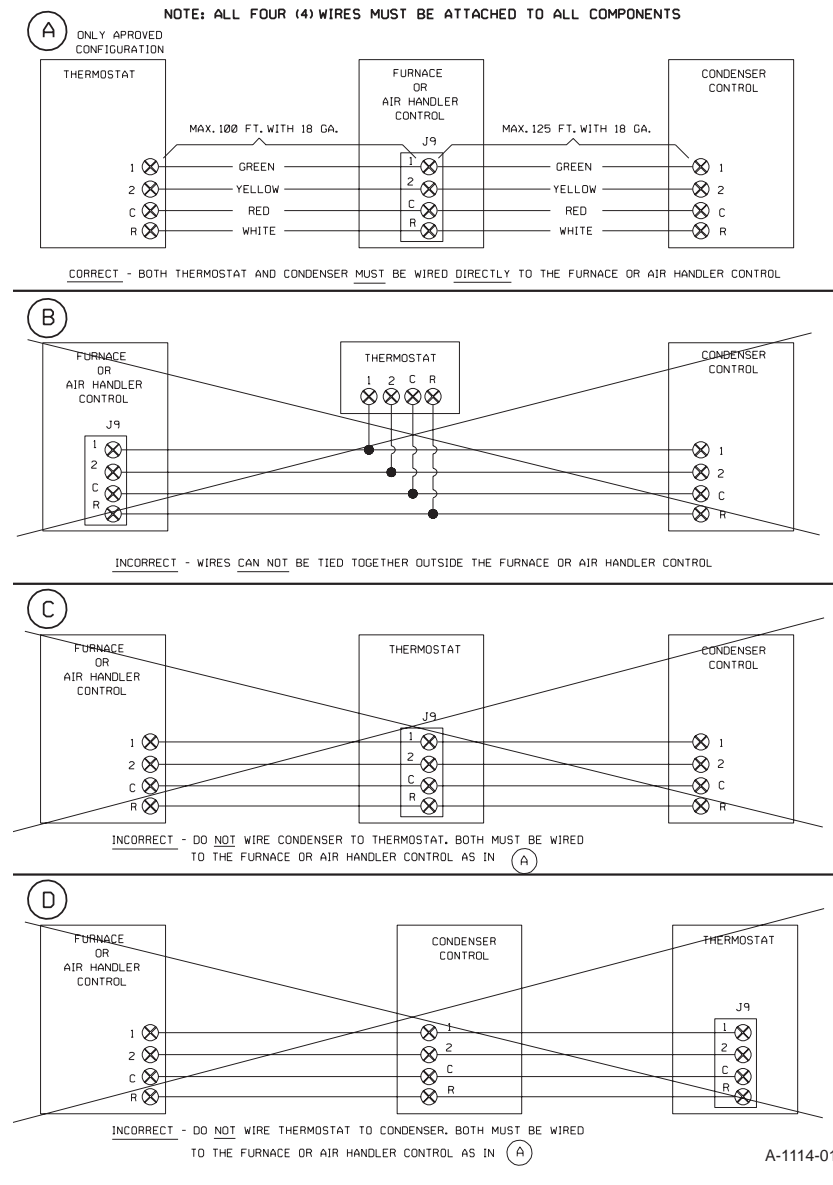 NOTE: ALL FOUR (4) WIRES MUST BE ATTACHED TO ALL COMPONENTS
A
ONLY APROVED
CONFIGURATION
THERMOSTAT
FURNACE
OR
AIR HANDLER
CONTROL
CONDENSER
CONTROL
MAX. 100 FT. WITH 18 GA.
J9
MAX. 125 FT. WITH 18 GA.
1 GREEN 1 GREEN 1
2 YELLOW 2 YELLOW 2
C RED C RED C
R WHITE R WHITE R
CORRECT - BOTH THERMOSTAT AND CONDENSER MUST BE WIRED DIRECTLY TO THE FURNACE OR AIR HANDLER CONTROL
B
FURNACE
OR
AIR HANDLER
CONTROL
THERMOSTAT
1 2 C R
CONDENSER
CONTROL
J9
1 1
2 2
C C
R R
INCORRECT - WIRES CAN NOT BE TIED TOGETHER OUTSIDE THE FURNACE OR AIR HANDLER CONTROL
C
FURNACE
OR
AIR HANDLER
CONTROL
THERMOSTAT
CONDENSER
CONTROL
J9
1 1 1
2 2 2
C C C
R R R
INCORRECT - DO NOT WIRE CONDENSER TO THERMOSTAT. BOTH MUST BE WIRED
TO THE FURNACE OR AIR HANDLER CONTROL AS IN A
D
FURNACE
OR
AIR HANDLER
CONTROL
CONDENSER
CONTROL
THERMOSTAT
J9
1 1 1
2 2 2
C C C
R R R
INCORRECT - DO NOT WIRE THERMOSTAT TO CONDENSER. BOTH MUST BE WIRED
TO THE FURNACE OR AIR HANDLER CONTROL AS IN A
A-1114-01